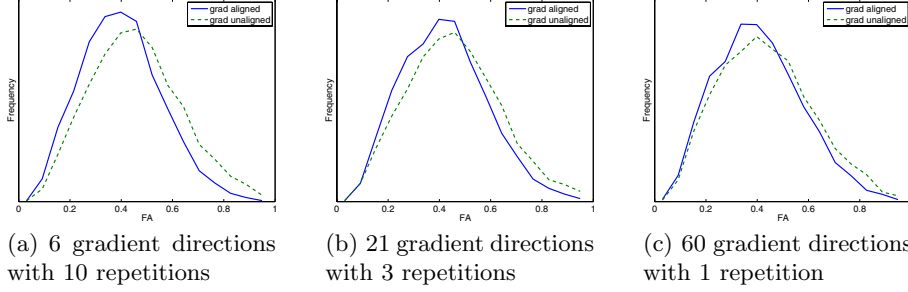 grad aligned
grad unaligned
Frequency
0 0.2 0.4 0.6 0.8 1
FA
(a) 6 gradient directions
with 10 repetitions
grad aligned
grad unaligned
Frequency
0 0.2 0.4 0.6 0.8 1
FA
(b) 21 gradient directions
with 3 repetitions
grad aligned
grad unaligned
Frequency
0 0.2 0.4 0.6 0.8
FA
(c) 60 gradient directions
with 1 repetition